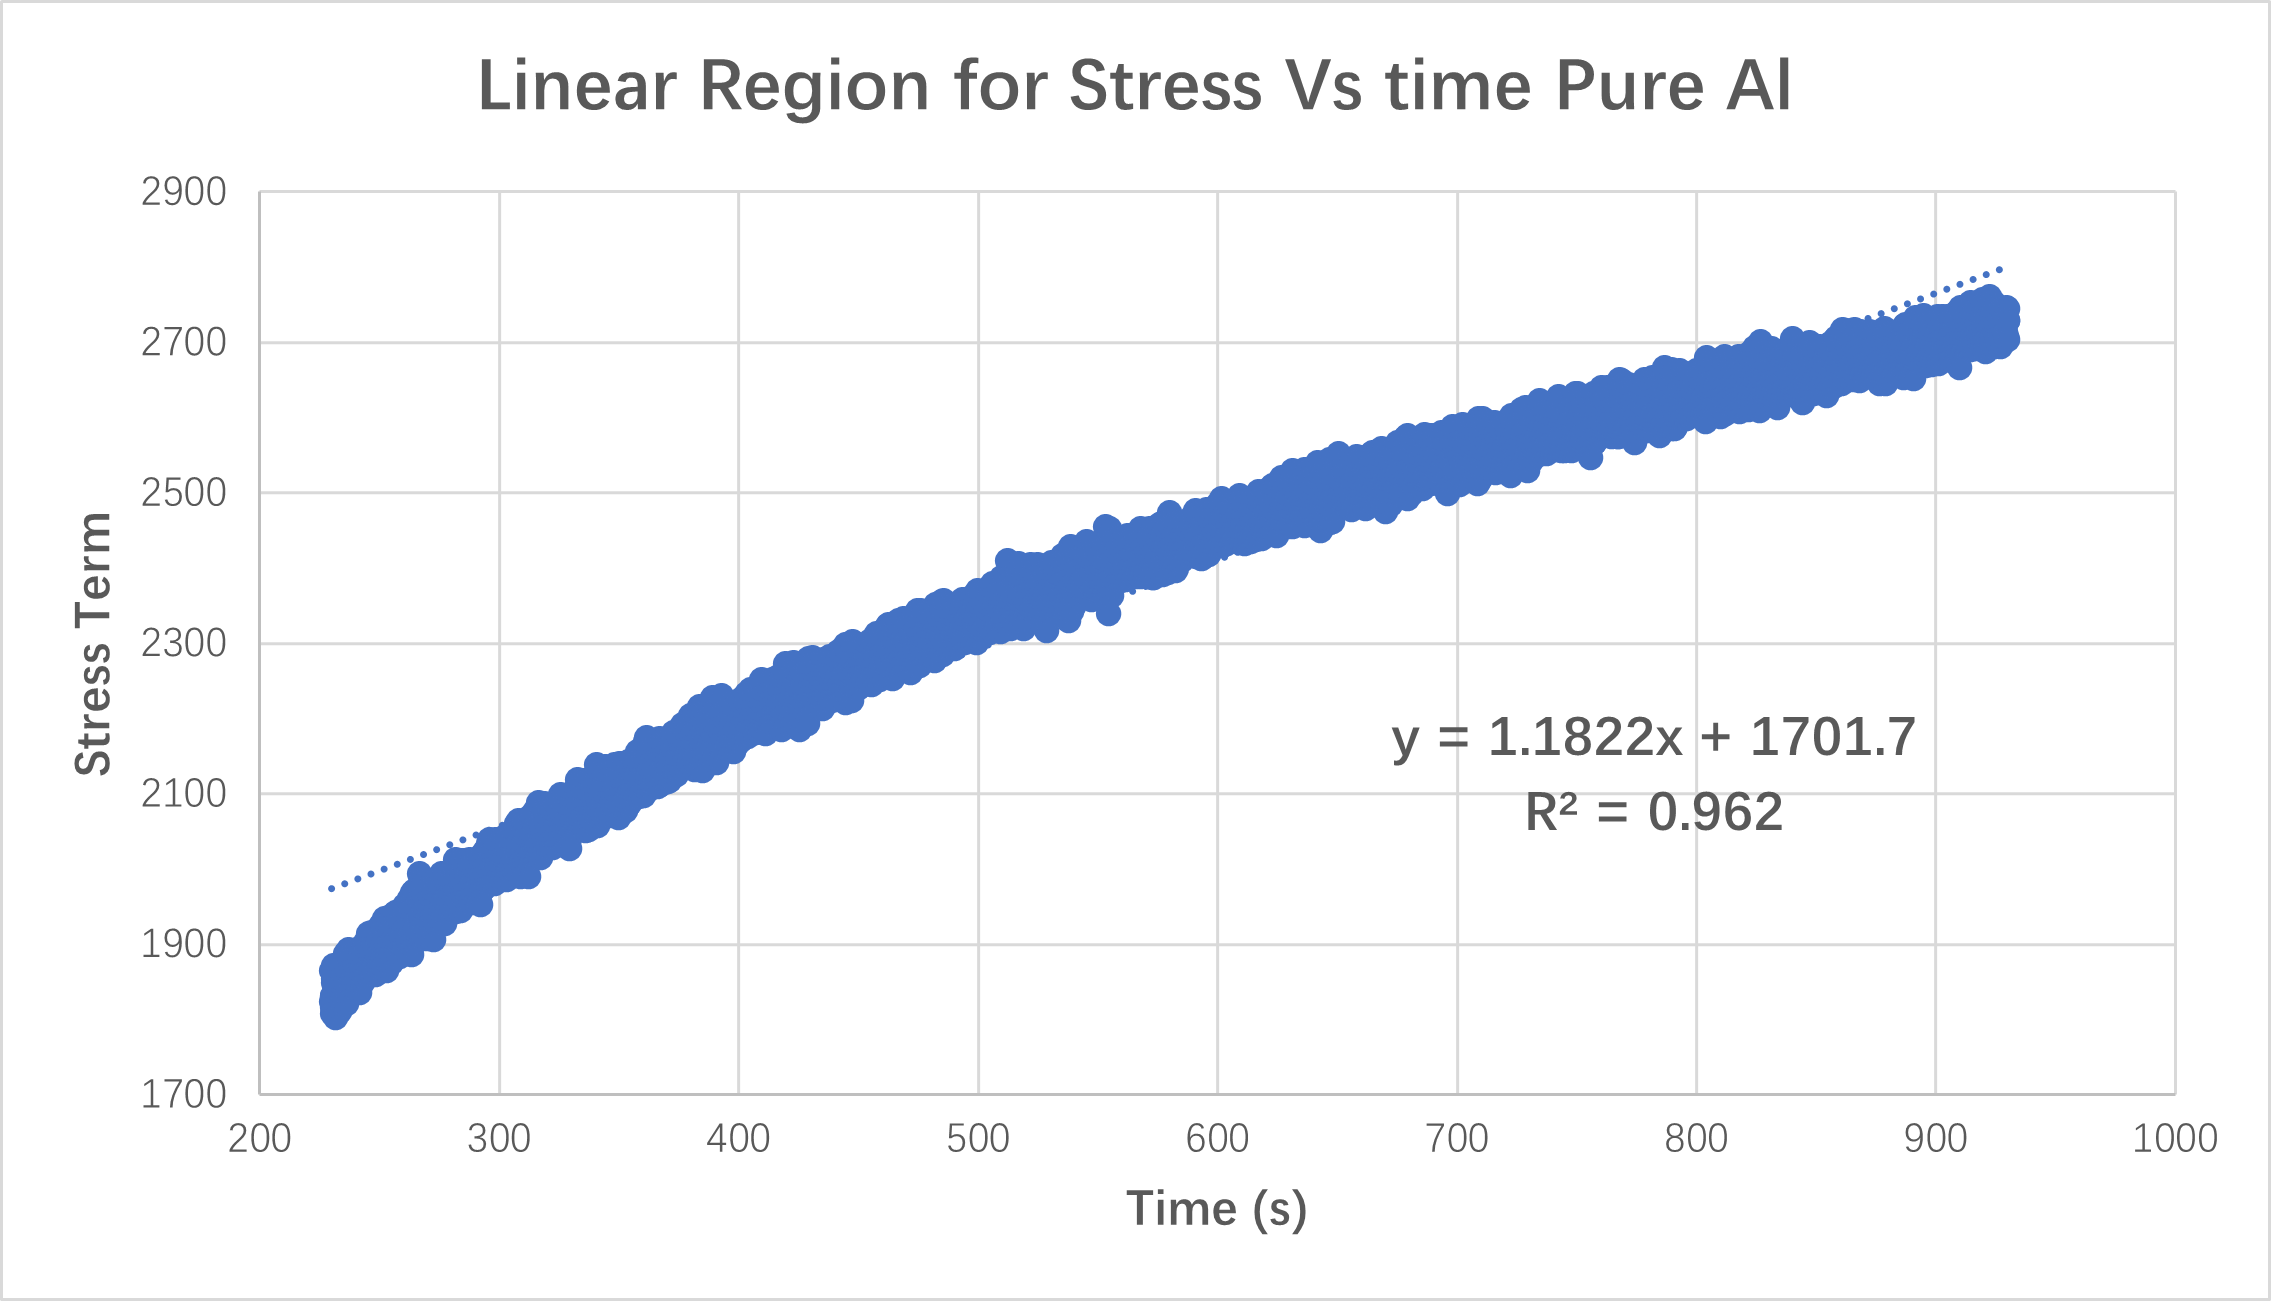 Linear Region for Stress Vs time Pure Al
2900
2700
2500
2300
2100
1900
1700
Stress Term
y = 1.1822x + 1701.7
R² = 0.962
200 300 400 500 600 700 800 900 1000
Time (s)